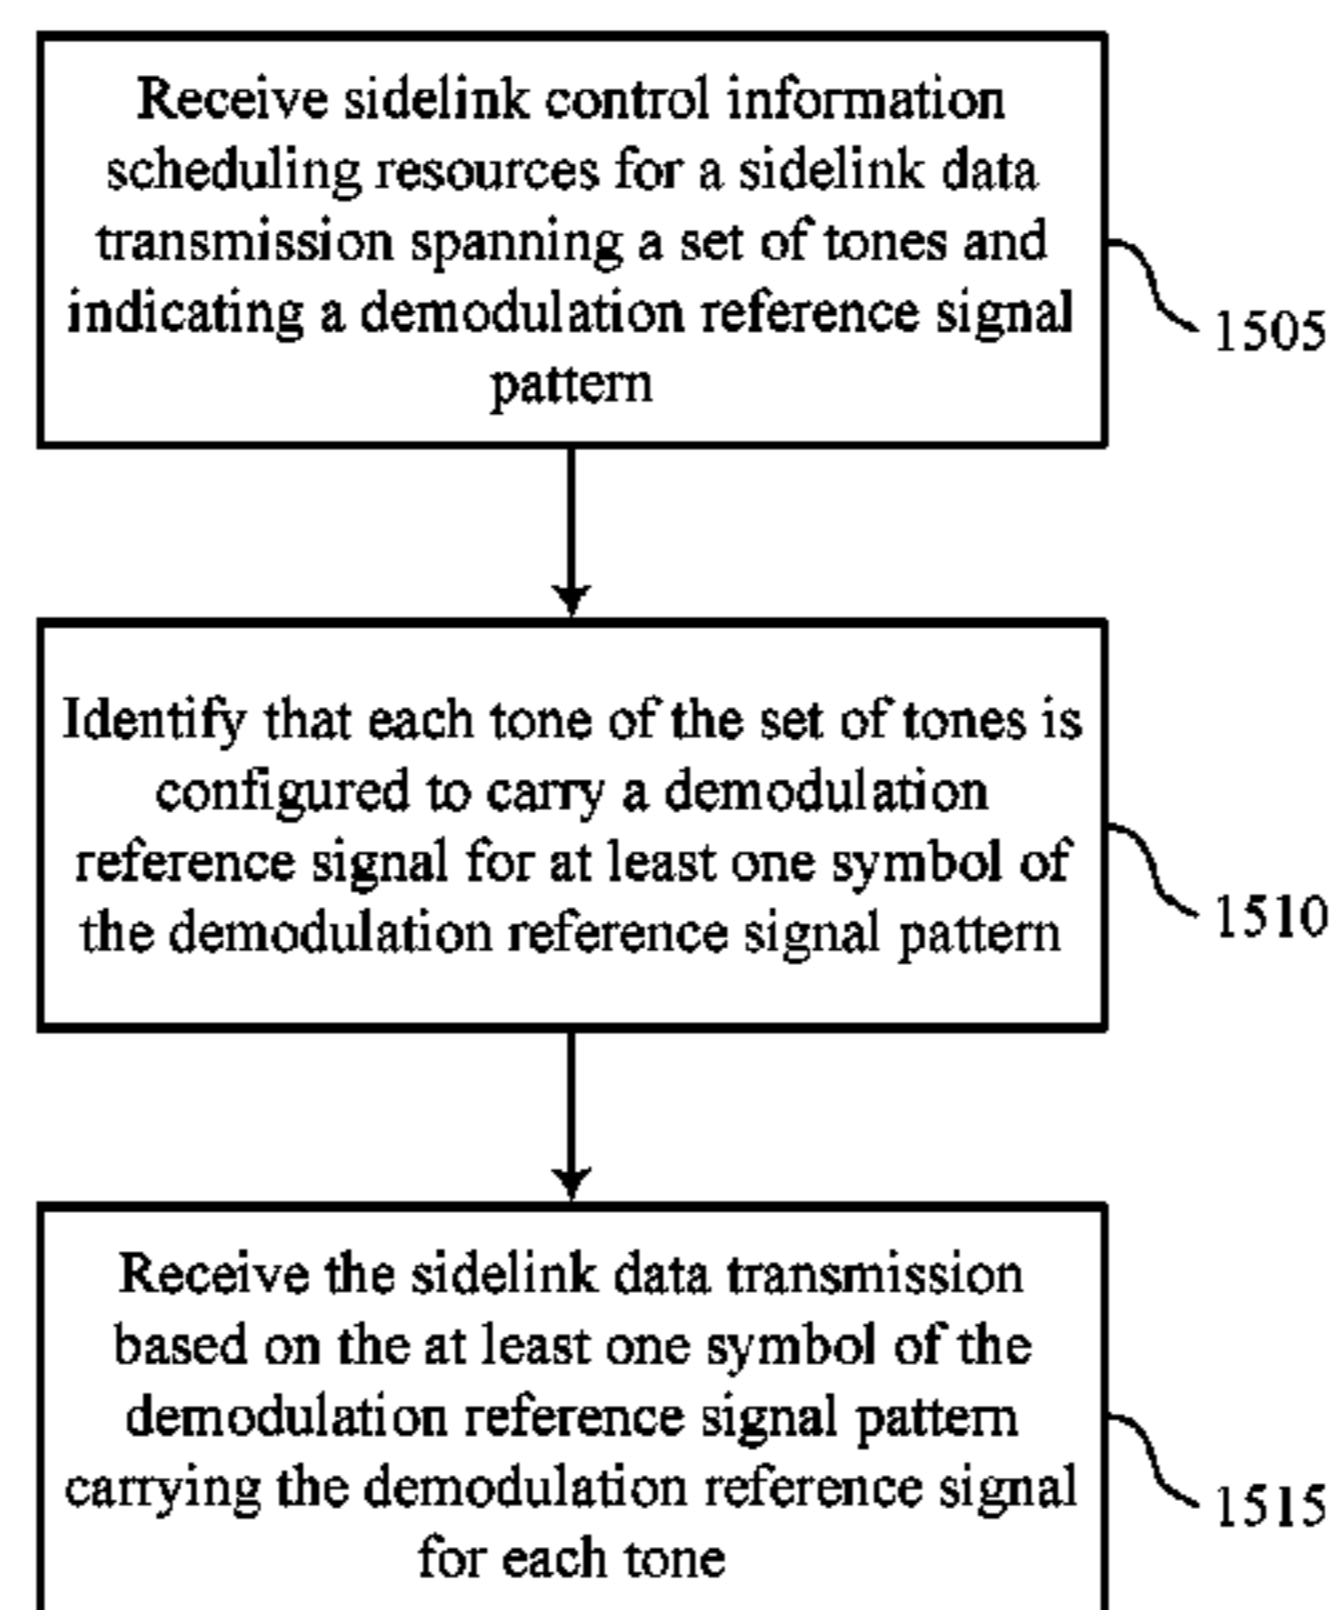 Receive sidelink control information
scheduling resources for a sidelink data
transmission spanning a set of tones and
indicating a demodulation reference signal
pattern
1505
Identify that each tone of the set of tones is
configured to carry a demodulation
reference signal for at least one symbol of
the demodulation reference signal pattern
1510
Receive the sidelink data transmission
based on the at least one symbol of the
demodulation reference signal pattern
carrying the demodulation reference signal
for each tone
1515